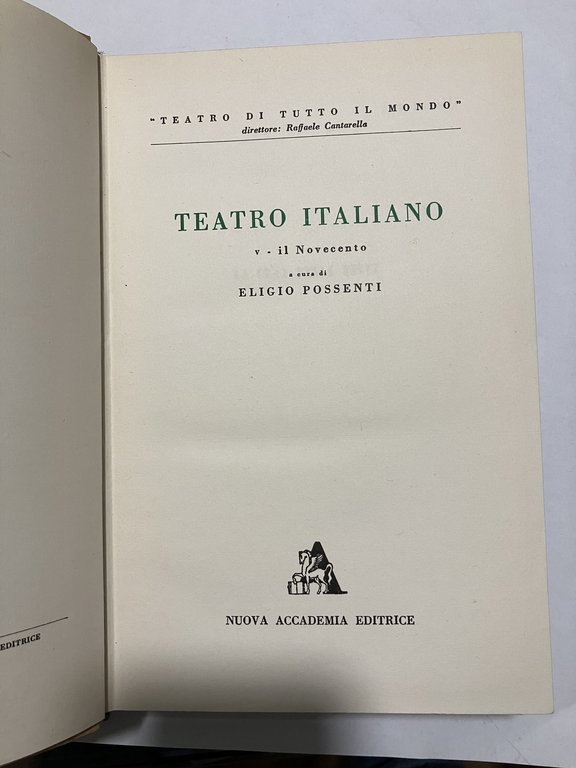 "TEATRO DI TUTTO IL MONDO"
direttore: Raffaele Cantarella
TEATRO ITALIANO
v - il Novecento
a cura di
ELIGIO POSSENTI
A
NUOVA ACCADEMIA EDITRICE
EDITRICE